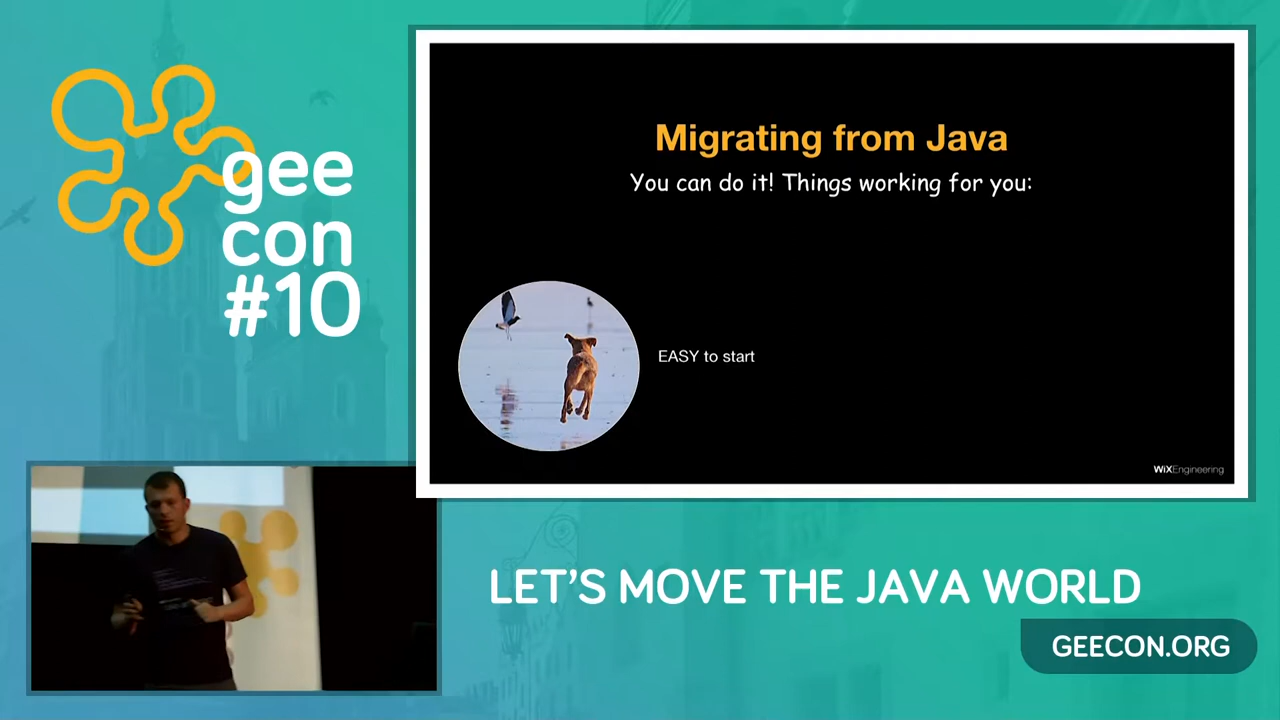 gee
con
#10
Migrating from Java
You can do it! Things working for you:
EASY to start
WiXEngineering
LET'S MOVE THE JAVA WORLD
GEECON.ORG